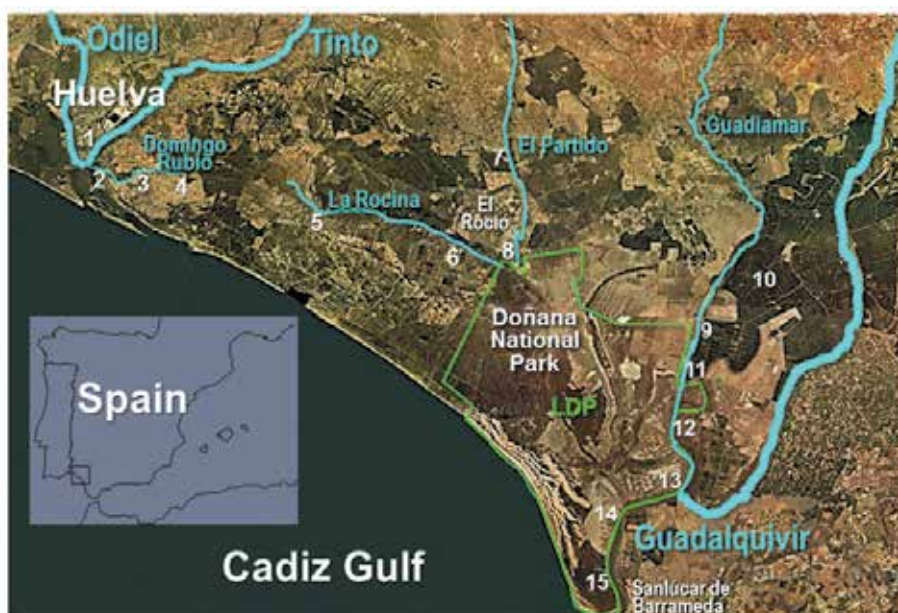 Odiel
Tinto
Huelva
1
Domingo
Rubio
2
3
4
El Partido
7
Guadiamar
La Rocina
5
El
Rocío
6
8
10
Doñana
National
Park
9
11
LDP
12
Spain
13
14
Guadalquivir
Cadiz Gulf
15
Sanlúcar de
Barrameda